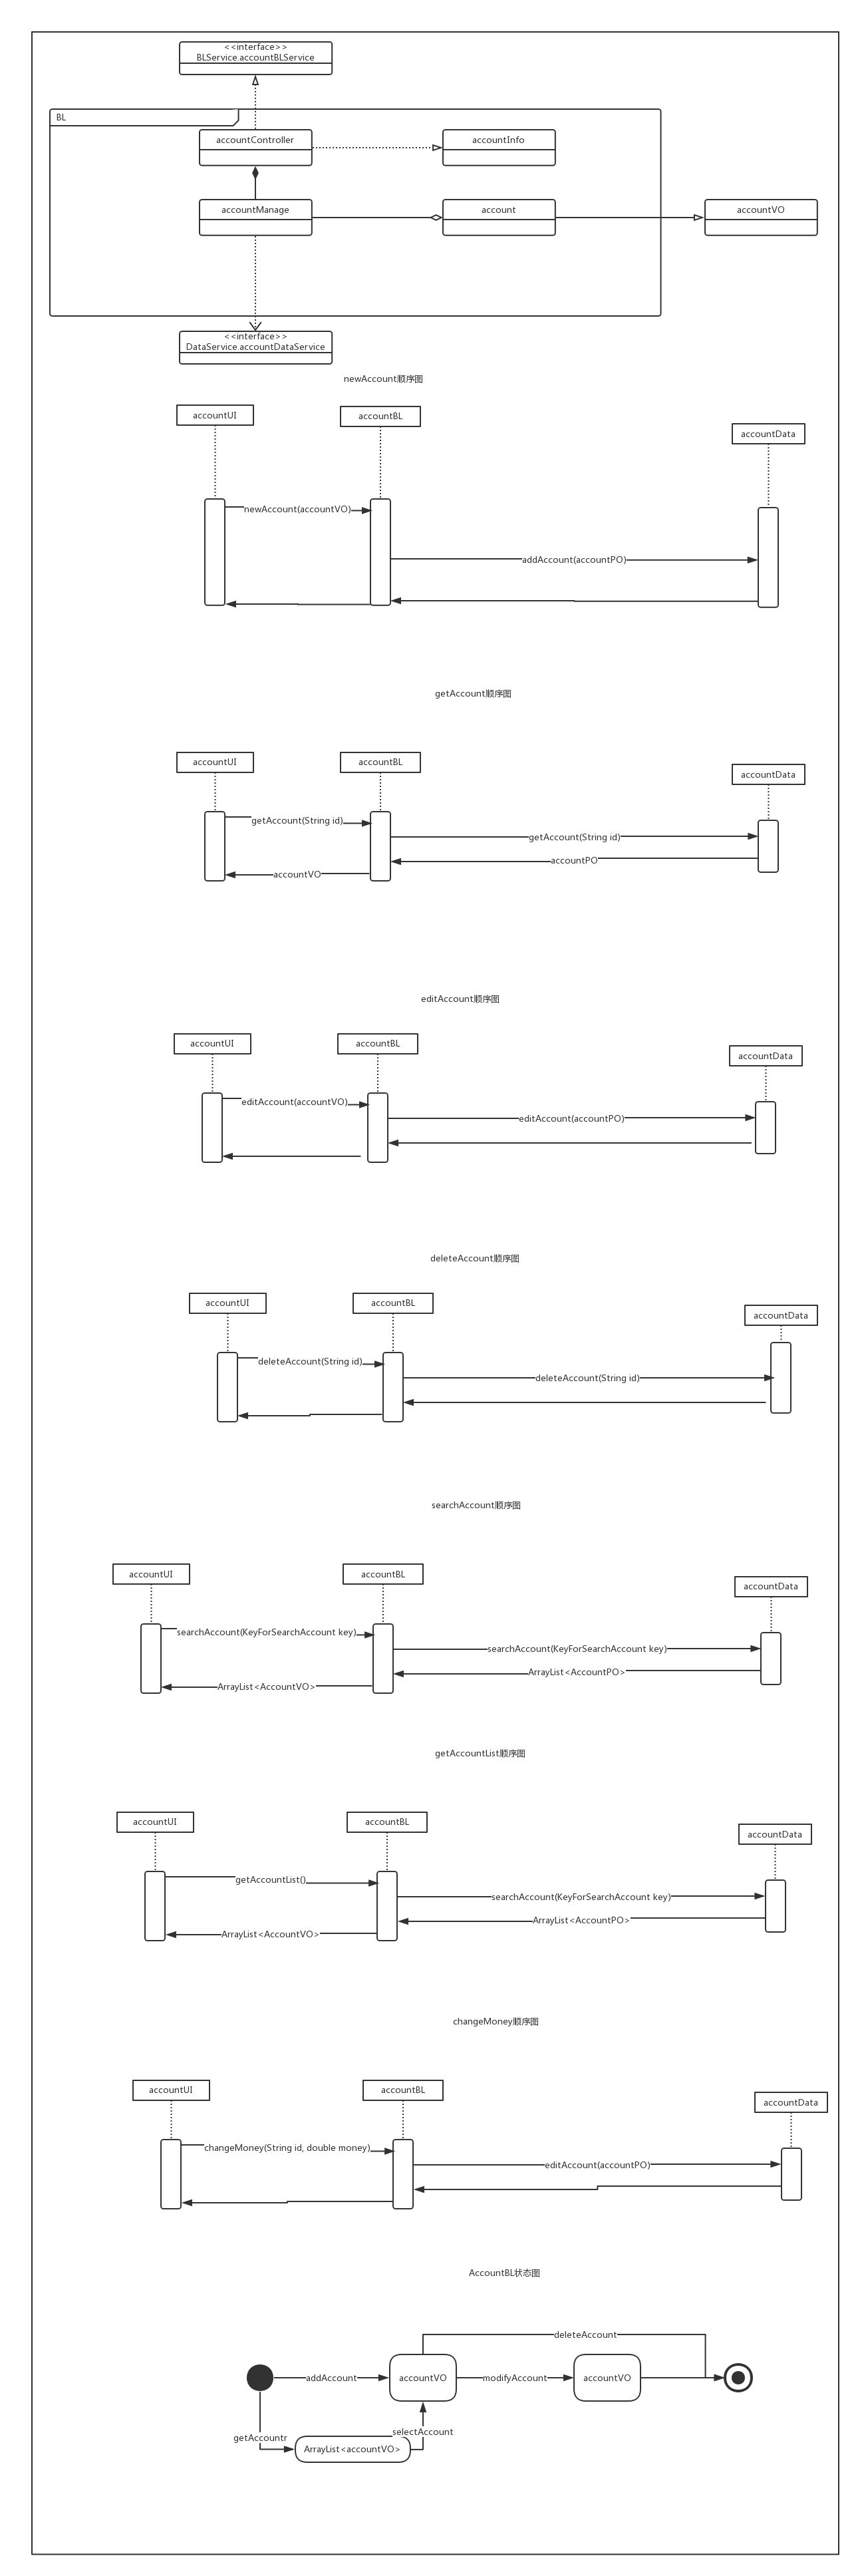 <<interface>>
BLService.accountBLService
BL
accountController
accountInfo
accountManage
account
accountVO
<<interface>>
DataService.accountDataService
newAccount顺序图
accountUI
accountBL
accountData
newAccount(accountVO)
addAccount(accountPO)
getAccount顺序图
accountUI
accountBL
accountData
getAccount(String id)
getAccount(String id)
accountPO
accountVO
editAccount顺序图
accountUI
accountBL
accountData
editAccount(accountVO)
editAccount(accountPO)
deleteAccount顺序图
accountUI
accountBL
accountData
deleteAccount(String id)
deleteAccount(String id)
searchAccount顺序图
accountUI
accountBL
accountData
searchAccount(KeyForSearchAccount key)
searchAccount(KeyForSearchAccount key)
ArrayList<AccountPO>
ArrayList<AccountVO>
getAccountList顺序图
accountUI
accountBL
accountData
getAccountList()
searchAccount(KeyForSearchAccount key)
ArrayList<AccountPO>
ArrayList<AccountVO>
changeMoney顺序图
accountUI
accountBL
accountData
changeMoney(String id, double money)
editAccount(accountPO)
AccountBL状态图
deleteAccount
addAccount
accountVO
modifyAccount
accountVO
selectAccount
getAccountr
ArrayList<accountVO>